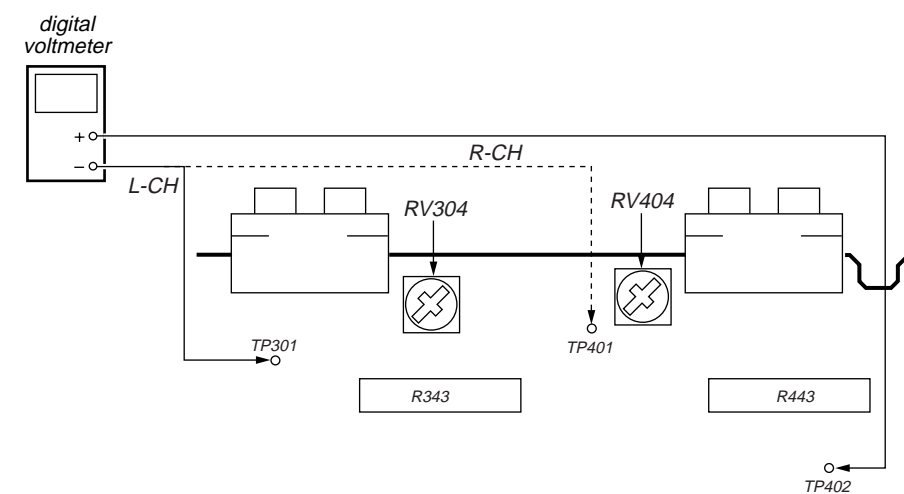 digital
voltmeter
+
–
R-CH
L-CH
RV304
RV404
TP301
TP401
R343
R443
TP402